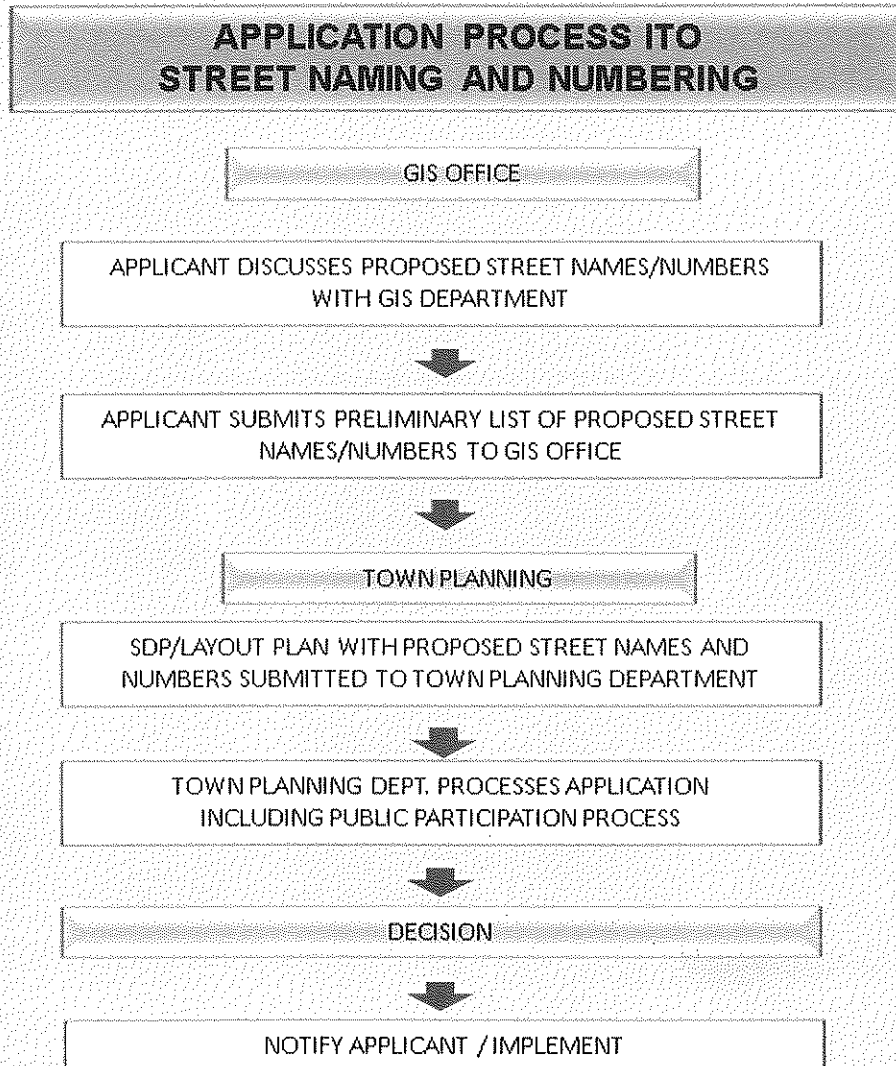 APPLICATION PROCESS ITO
STREET NAMING AND NUMBERING
GIS OFFICE
APPLICANT DISCUSSES PROPOSED STREET NAMES/NUMBERS
WITH GIS DEPARTMENT
APPLICANT SUBMITS PRELIMINARY LIST OF PROPOSED STREET
NAMES/NUMBERS TO GIS OFFICE
TOWN PLANNING
SDP/LAYOUT PLAN WITH PROPOSED STREET NAMES AND
NUMBERS SUBMITTED TO TOWN PLANNING DEPARTMENT
TOWN PLANNING DEPT. PROCESSES APPLICATION
INCLUDING PUBLIC PARTICIPATION PROCESS
DECISION
NOTIFY APPLICANT / IMPLEMENT